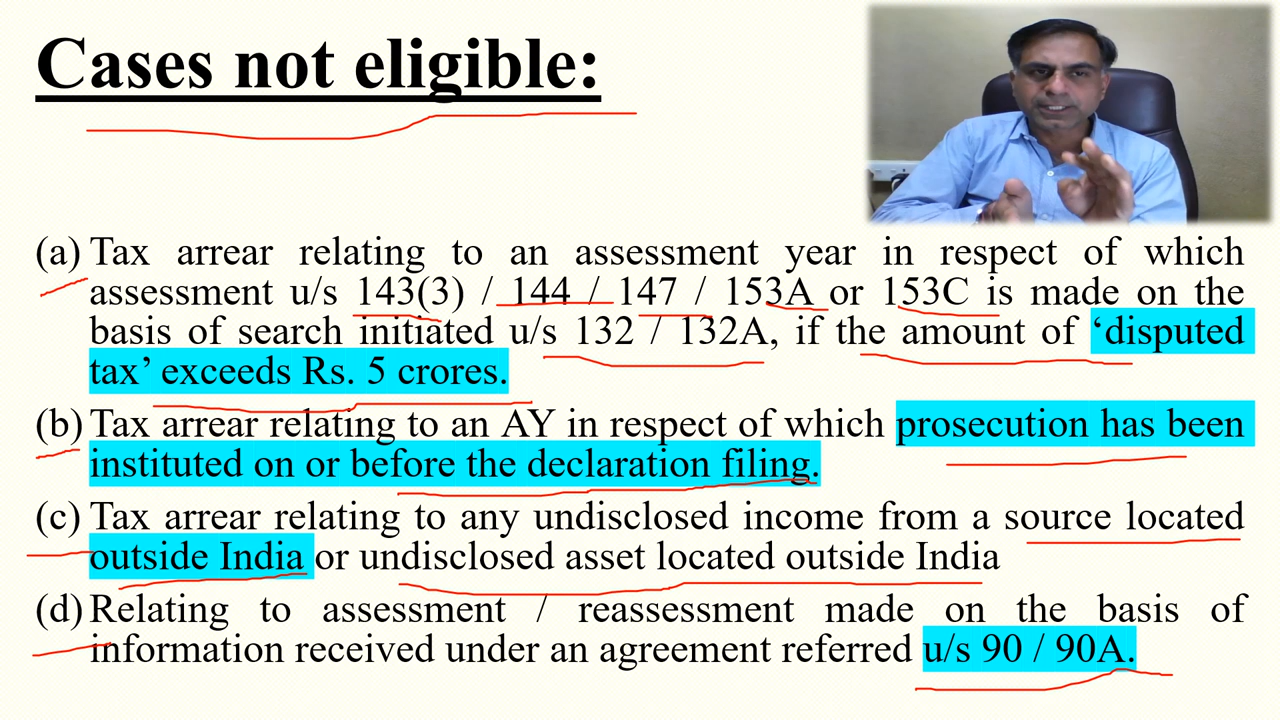 Cases not eligible:
(a) Tax arrear relating to an assessment year in respect of which
assessment u/s 143(3) / 144 / 147 / 153A or 153C is made on the
basis of search initiated u/s 132 / 132A, if the amount of ‘disputed
tax’ exceeds Rs. 5 crores.
(b) Tax arrear relating to an AY in respect of which prosecution has been
instituted on or before the declaration filing.
(c) Tax arrear relating to any undisclosed income from a source located
outside India or undisclosed asset located outside India
(d) Relating to assessment / reassessment made on the basis of
information received under an agreement referred u/s 90 / 90A.